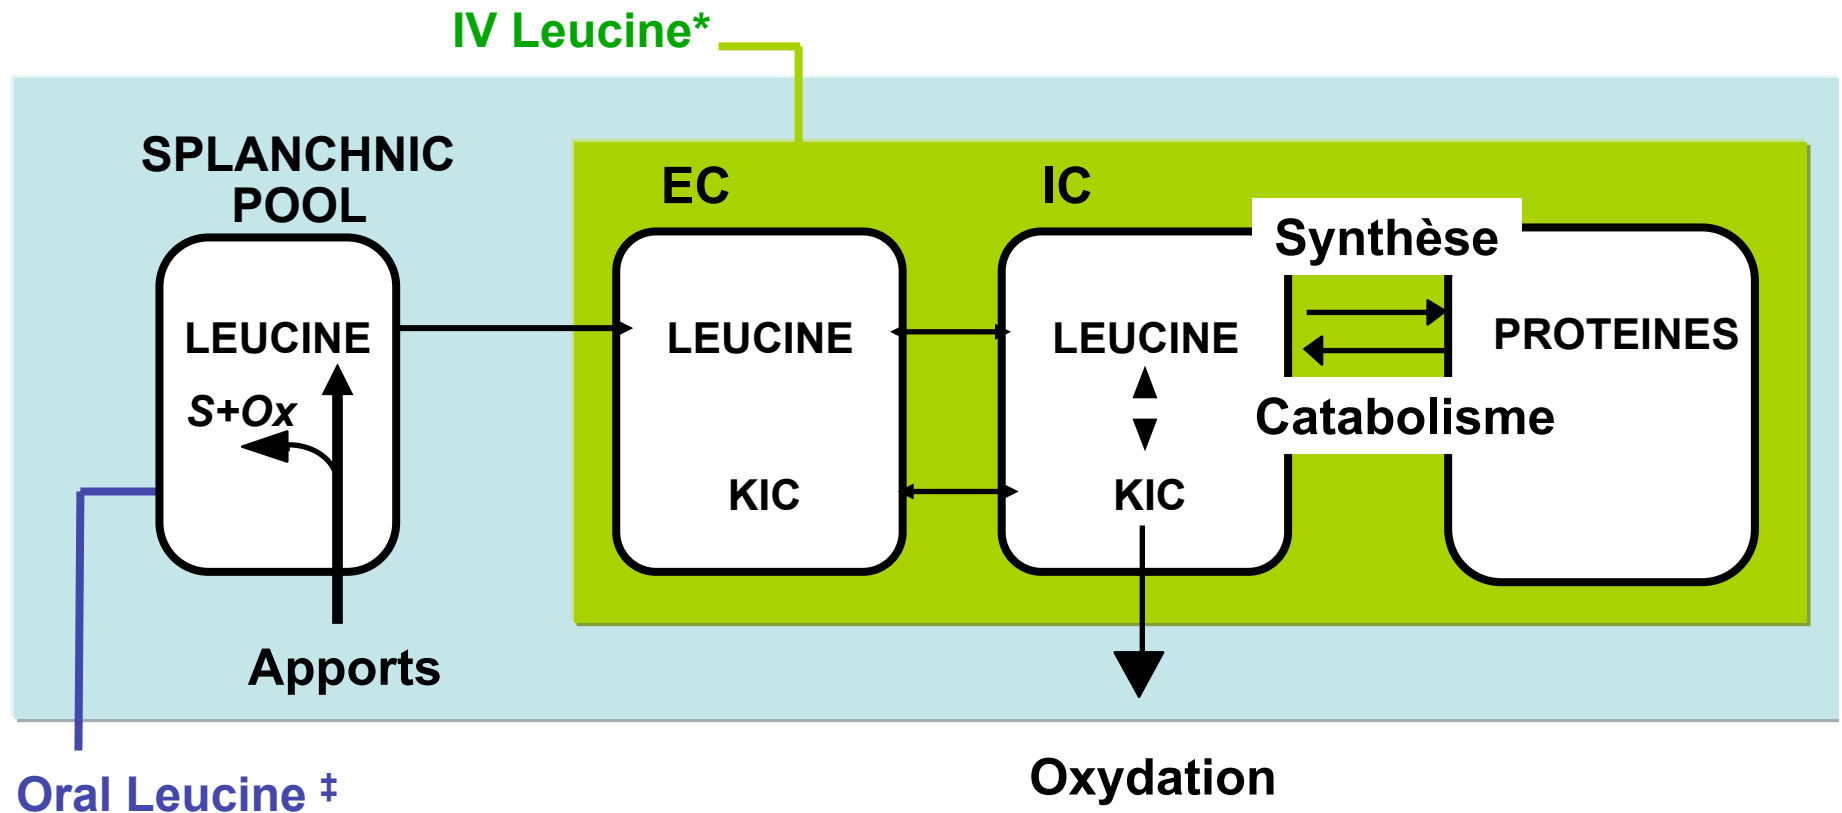 IV Leucine*
SPLANCHNIC
POOL
EC
IC
Synthèse
LEUCINE
LEUCINE
LEUCINE
PROTEINES
S+Ox
Catabolisme
KIC
KIC
Apports
Oxydation
Oral Leucine ‡